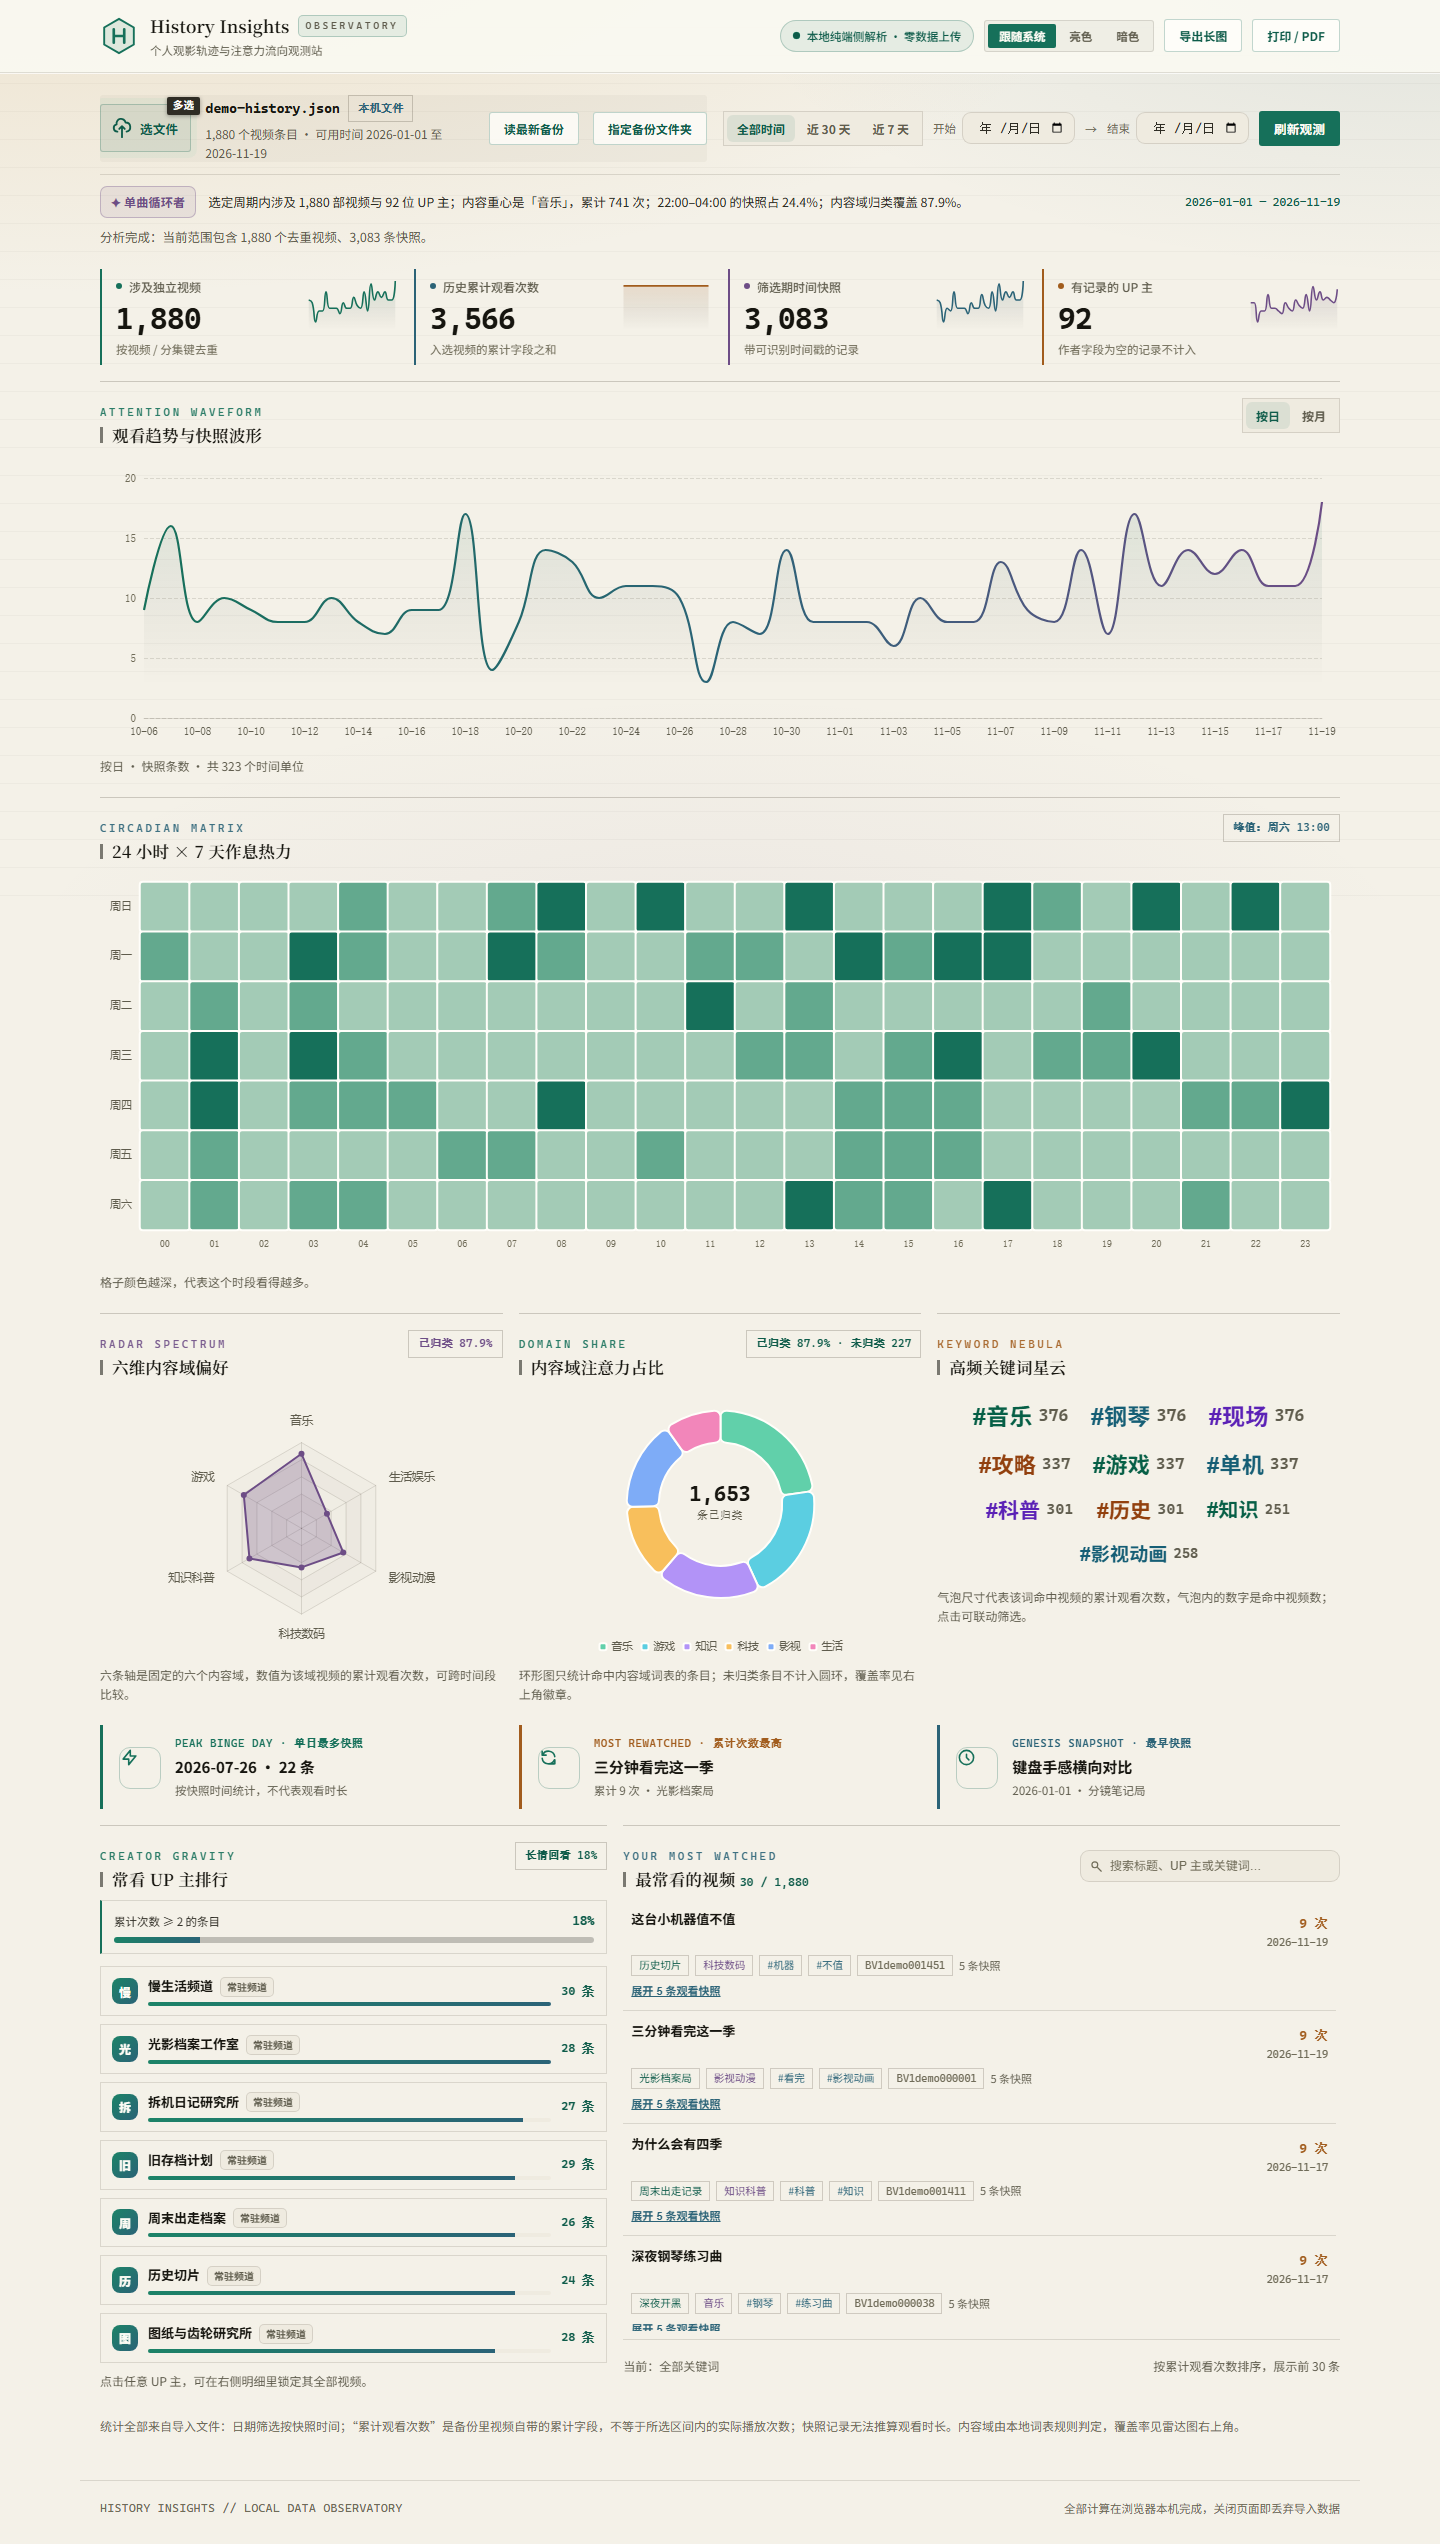 History Insights OBSERVATORY
个人观影轨迹与注意力流向观测站
本地纯端侧解析 · 零数据上传
跟随系统 亮色 暗色
导出长图
打印 / PDF
选文件
多选
demo-history.json 本机文件
1,880 个视频条目 · 可用时间 2026-01-01 至
2026-11-19
读最新备份
指定备份文件夹
全部时间 近 30 天 近 7 天
开始 年 /月/日 → 结束 年 /月/日
刷新观测
✦ 单曲循环者
选定周期内涉及 1,880 部视频与 92 位 UP 主；内容重心是「音乐」，累计 741 次；22:00–04:00 的快照占 24.4%；内容域归类覆盖 87.9%。
2026-01-01 — 2026-11-19
分析完成：当前范围包含 1,880 个去重视频、3,083 条快照。
涉及独立视频
1,880
按视频 / 分集键去重
历史累计观看次数
3,566
入选视频的累计字段之和
筛选期时间快照
3,083
带可识别时间戳的记录
有记录的 UP 主
92
作者字段为空的记录不计入
ATTENTION WAVEFORM
观看趋势与快照波形
按日 按月
20
15
10
5
0
10-06 10-08 10-10 10-12 10-14 10-16 10-18 10-20 10-22 10-24 10-26 10-28 10-30 11-01 11-03 11-05 11-07 11-09 11-11 11-13 11-15 11-17 11-19
按日 · 快照条数 · 共 323 个时间单位
CIRCADIAN MATRIX
24 小时 × 7 天作息热力
峰值：周六 13:00
周日
周一
周二
周三
周四
周五
周六
00 01 02 03 04 05 06 07 08 09 10 11 12 13 14 15 16 17 18 19 20 21 22 23
格子颜色越深，代表这个时段看得越多。
RADAR SPECTRUM
六维内容域偏好
已归类 87.9%
音乐
生活娱乐
影视动漫
科技数码
知识科普
游戏
六条轴是固定的六个内容域，数值为该域视频的累计观看次数，可跨时间段
比较。
DOMAIN SHARE
内容域注意力占比
已归类 87.9% · 未归类 227
1,653
条已归类
音乐 游戏 知识 科技 影视 生活
环形图只统计命中内容域词表的条目；未归类条目不计入圆环，覆盖率见右
上角徽章。
KEYWORD NEBULA
高频关键词星云
#音乐 376 #钢琴 376 #现场 376
#攻略 337 #游戏 337 #单机 337
#科普 301 #历史 301 #知识 251
#影视动画 258
气泡尺寸代表该词命中视频的累计观看次数，气泡内的数字是命中视频数；
点击可联动筛选。
PEAK BINGE DAY · 单日最多快照
2026-07-26 · 22 条
按快照时间统计，不代表观看时长
MOST REWATCHED · 累计次数最高
三分钟看完这一季
累计 9 次 · 光影档案局
GENESIS SNAPSHOT · 最早快照
键盘手感横向对比
2026-01-01 · 分镜笔记局
CREATOR GRAVITY
常看 UP 主排行
长情回看 18%
累计次数 ≥ 2 的条目 18%
慢 慢生活频道 常驻频道 30 条
光 光影档案工作室 常驻频道 28 条
拆 拆机日记研究所 常驻频道 27 条
旧 旧存档计划 常驻频道 29 条
周 周末出走档案 常驻频道 26 条
历 历史切片 常驻频道 24 条
图 图纸与齿轮研究所 常驻频道 28 条
点击任意 UP 主，可在右侧明细里锁定其全部视频。
YOUR MOST WATCHED
最常看的视频 30 / 1,880
搜索标题、UP 主或关键词…
这台小机器值不值
9 次
2026-11-19
历史切片 科技数码 #机器 #不值 BV1demo001451 5 条快照
展开 5 条观看快照
三分钟看完这一季
9 次
2026-11-19
光影档案局 影视动漫 #看完 #影视动画 BV1demo000001 5 条快照
展开 5 条观看快照
为什么会有四季
9 次
2026-11-17
周末出走记录 知识科普 #科普 #知识 BV1demo001411 5 条快照
展开 5 条观看快照
深夜钢琴练习曲
9 次
2026-11-17
深夜开黑 音乐 #钢琴 #练习曲 BV1demo000038 5 条快照
展开 5 条观看快照
当前：全部关键词
按累计观看次数排序，展示前 30 条
统计全部来自导入文件：日期筛选按快照时间；“累计观看次数”是备份里视频自带的累计字段，不等于所选区间内的实际播放次数；快照记录无法推算观看时长。内容域由本地词表规则判定，覆盖率见雷达图右上角。
HISTORY INSIGHTS // LOCAL DATA OBSERVATORY
全部计算在浏览器本机完成，关闭页面即丢弃导入数据